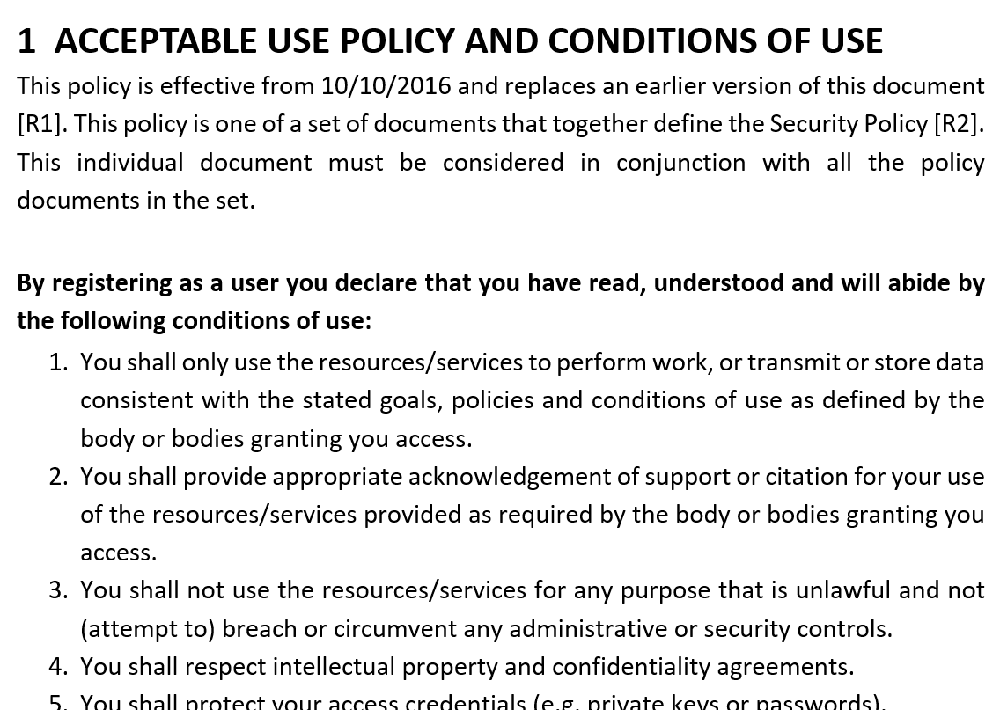 1 ACCEPTABLE USE POLICY AND CONDITIONS OF USE
This policy is effective from 10/10/2016 and replaces an earlier version of this document
[R1]. This policy is one of a set of documents that together define the Security Policy [R2].
This individual document must be considered in conjunction with all the policy
documents in the set.
By registering as a user you declare that you have read, understood and will abide by
the following conditions of use:
1. You shall only use the resources/services to perform work, or transmit or store data
consistent with the stated goals, policies and conditions of use as defined by the
body or bodies granting you access.
2. You shall provide appropriate acknowledgement of support or citation for your use
of the resources/services provided as required by the body or bodies granting you
access.
3. You shall not use the resources/services for any purpose that is unlawful and not
(attempt to) breach or circumvent any administrative or security controls.
4. You shall respect intellectual property and confidentiality agreements.
5. You shall protect your access credentials (e.g. private keys or passwords).